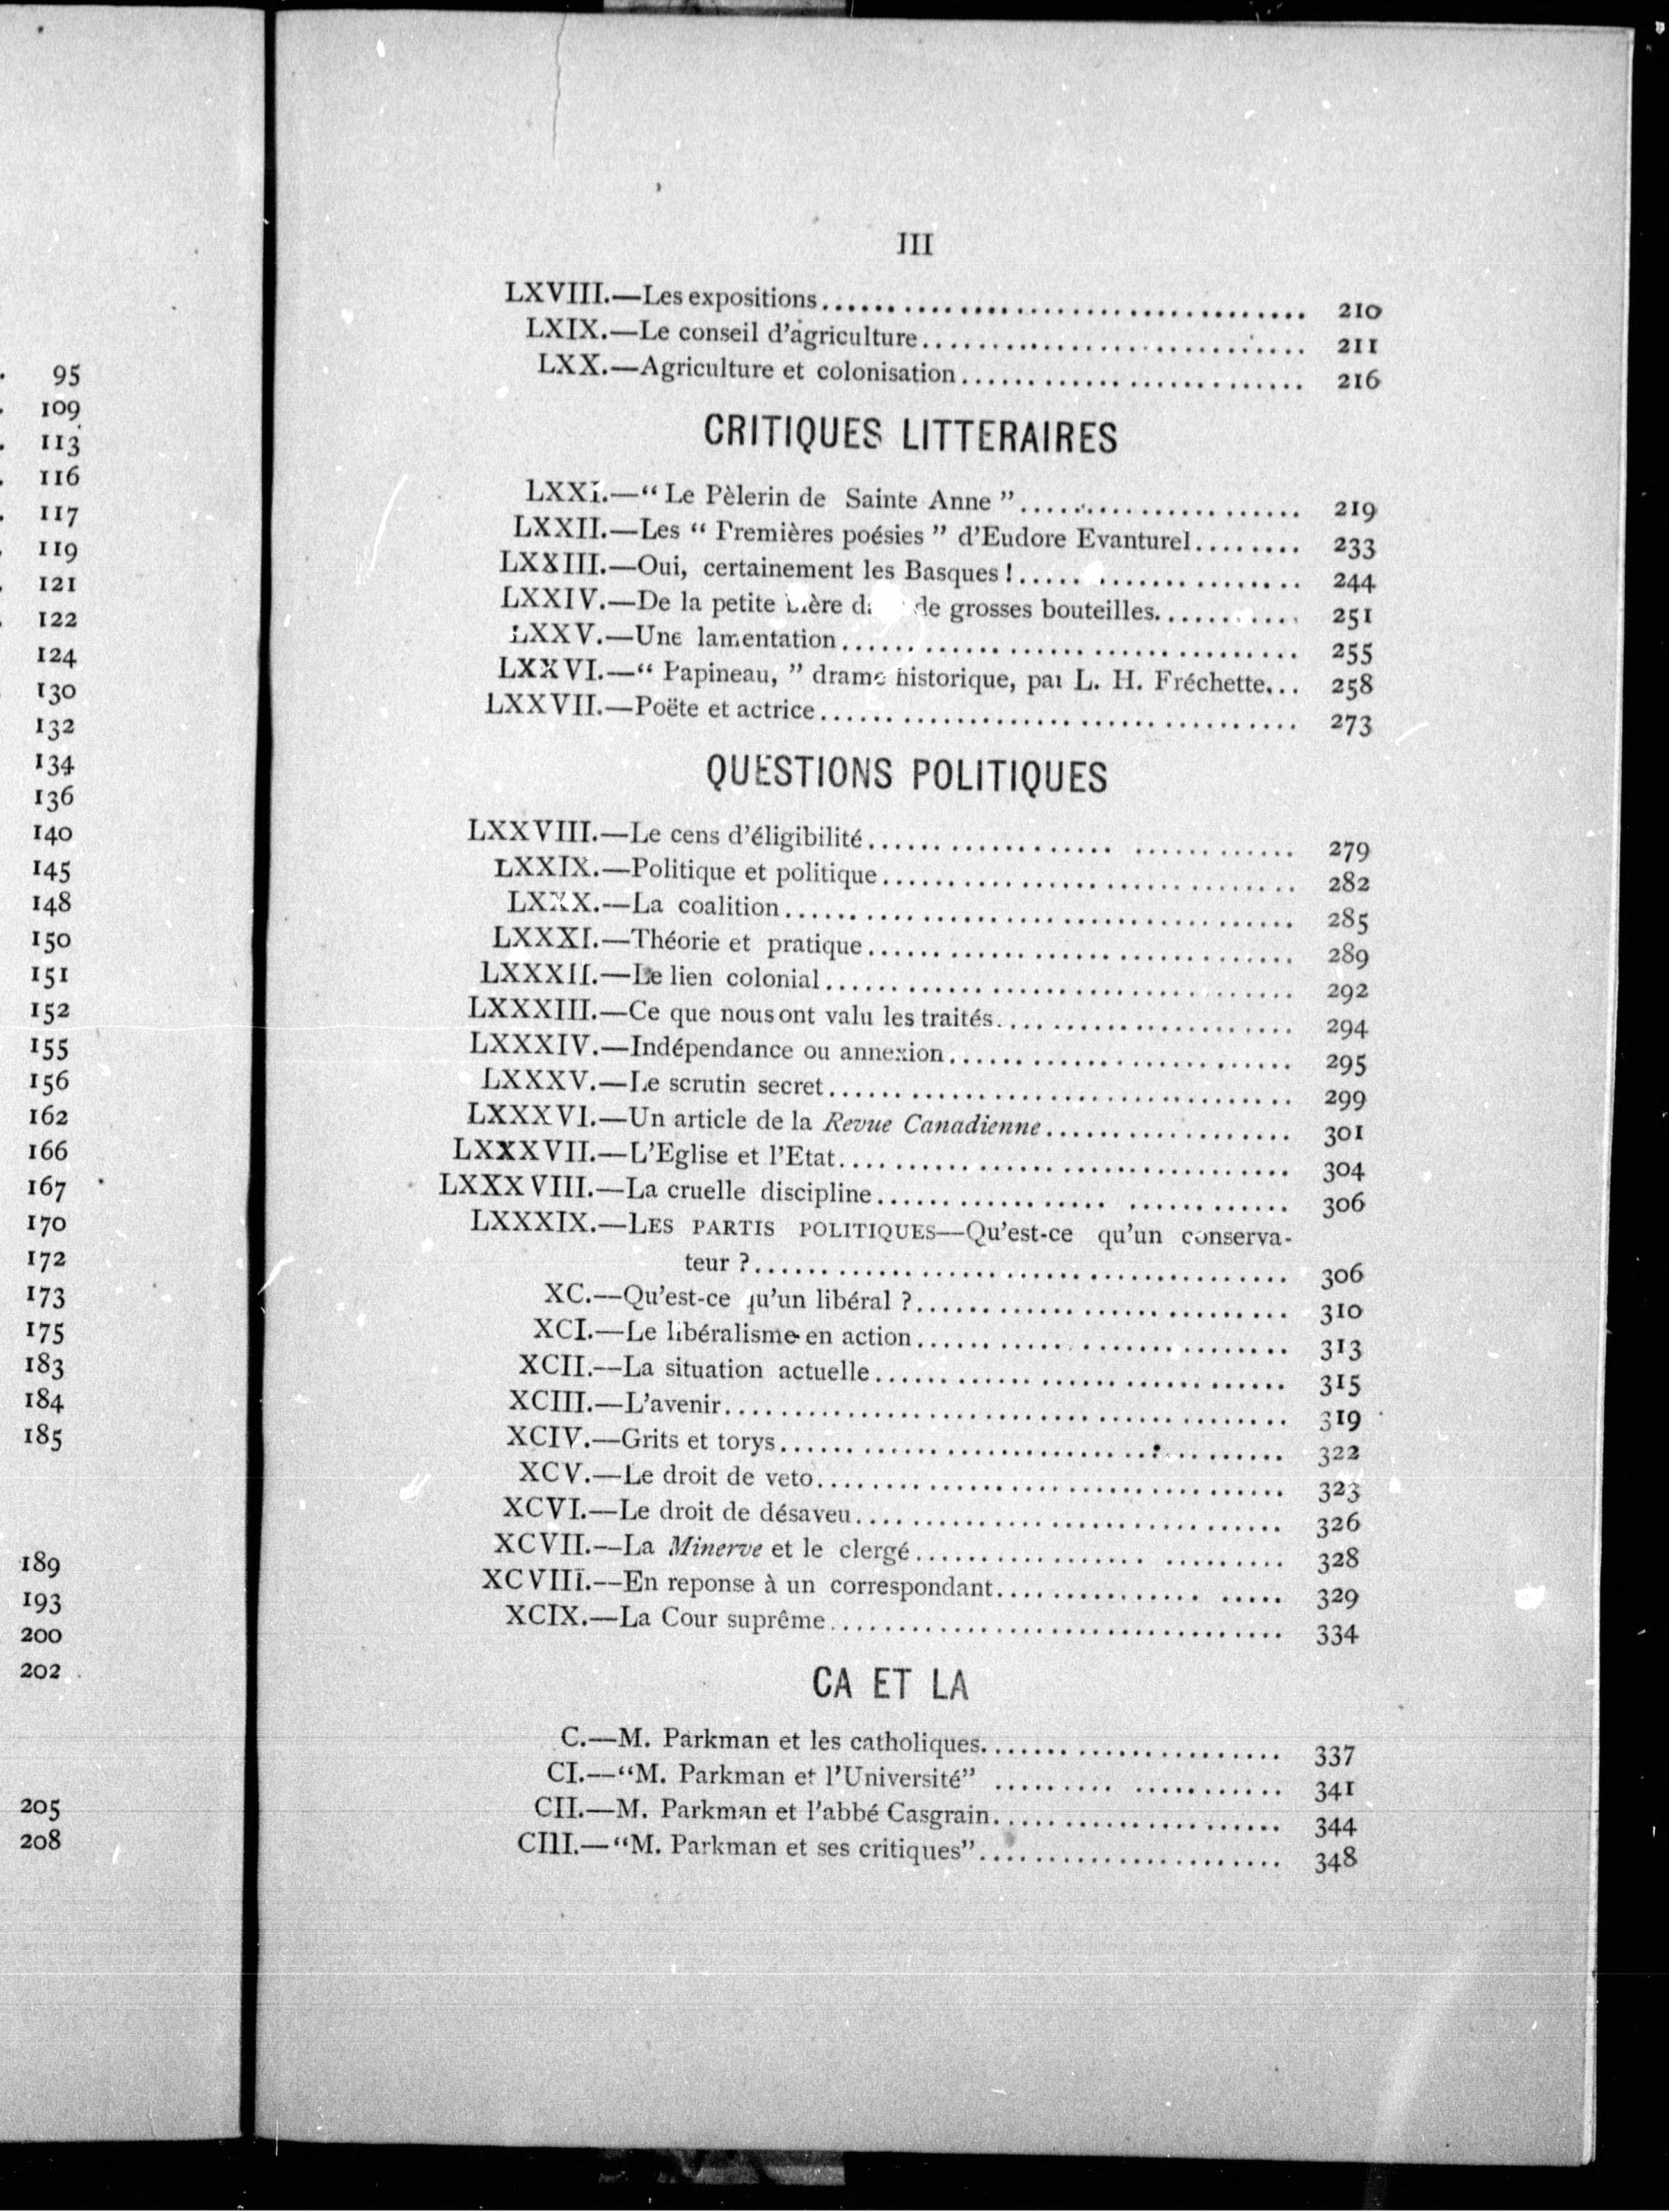 95
109
113
116
117
119
121
122
124
130
132
134
136
140
145
148
150
151
152
155
156
162
166
167
170
172
173
175
183
184
185
189
193
200
202
205
208
III
LXVIII.—Les expositions........................................ 210
LXIX.—Le conseil d'agriculture................................ 211
LXX.—Agriculture et colonisation............................ 216
CRITIQUES LITTERAIRES
LXXI.—“ Le Pèlerin de Sainte Anne ”........................ 219
LXXII.—Les “ Premières poésies ” d'Eudore Evanturel........ 233
LXXIII.—Oui, certainement les Basques !...................... 244
LXXIV.—De la petite bière de grosses bouteilles........... 251
LXXV.—Une lamentation...................................... 255
LXXVI.—“ Papineau, ” drame historique, par L. H. Fréchette... 258
LXXVII.—Poëte et actrice...................................... 273
QUESTIONS POLITIQUES
LXXVIII.—Le cens d'éligibilité................................ 279
LXXIX.—Politique et politique................................ 282
LXXX.—La coalition.......................................... 285
LXXXI.—Théorie et pratique.................................. 289
LXXXII.—Le lien colonial...................................... 292
LXXXIII.—Ce que nous ont valu les traités...................... 294
LXXXIV.—Indépendance ou annexion............................ 295
LXXXV.—Le scrutin secret...................................... 299
LXXXVI.—Un article de la Revue Canadienne.................... 301
LXXXVII.—L'Eglise et l'Etat.................................... 304
LXXXVIII.—La cruelle discipline................................ 306
LXXXIX.—LES PARTIS POLITIQUES—Qu'est-ce qu'un conserva-
teur ?............................................ 306
XC.—Qu'est-ce qu'un libéral ?.............................. 310
XCI.—Le libéralisme en action.............................. 313
XCII.—La situation actuelle.................................. 315
XCIII.—L'avenir.............................................. 319
XCIV.—Grits et torys........................................ 322
XCV.—Le droit de veto...................................... 323
XCVI.—Le droit de désaveu.................................. 326
XCVII.—La Minerve et le clergé.............................. 328
XCVIII.—En reponse à un correspondant........................ 329
XCIX.—La Cour suprême...................................... 334
CA ET LA
C.—M. Parkman et les catholiques.......................... 337
CI.—“M. Parkman et l'Université” ........................ 341
CII.—M. Parkman et l'abbé Casgrain........................ 344
CIII.—“M. Parkman et ses critiques”........................ 348